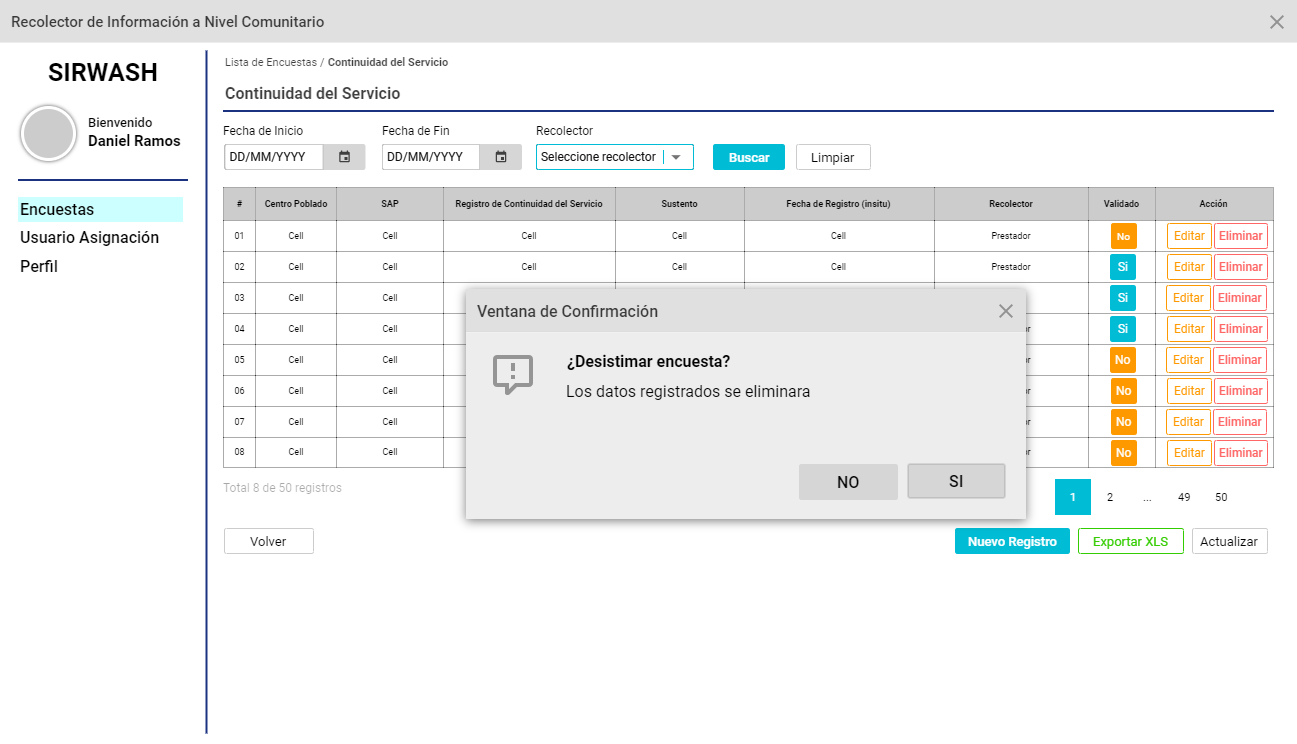 Recolector de Información a Nivel Comunitario
SIRWASH
Bienvenido
Daniel Ramos
Encuestas
Usuario Asignación
Perfil
Lista de Encuestas / Continuidad del Servicio
Continuidad del Servicio
Fecha de Inicio Fecha de Fin Recolector
DD/MM/YYYY DD/MM/YYYY Seleccione recolector Buscar Limpiar
# Centro Poblado SAP Registro de Continuidad del Servicio Sustento Fecha de Registro (insitu) Recolector Validado Acción
01 Cell Cell Cell Cell Cell Prestador No Editar Eliminar
02 Cell Cell Cell Cell Cell Prestador Si Editar Eliminar
03 Cell Cell Si Editar Eliminar
04 Cell Cell Si Editar Eliminar
05 Cell Cell No Editar Eliminar
06 Cell Cell No Editar Eliminar
07 Cell Cell No Editar Eliminar
08 Cell Cell No Editar Eliminar
Ventana de Confirmación
¿Desistimar encuesta?
Los datos registrados se eliminara
NO SI
Total 8 de 50 registros
1 2 ... 49 50
Volver Nuevo Registro Exportar XLS Actualizar